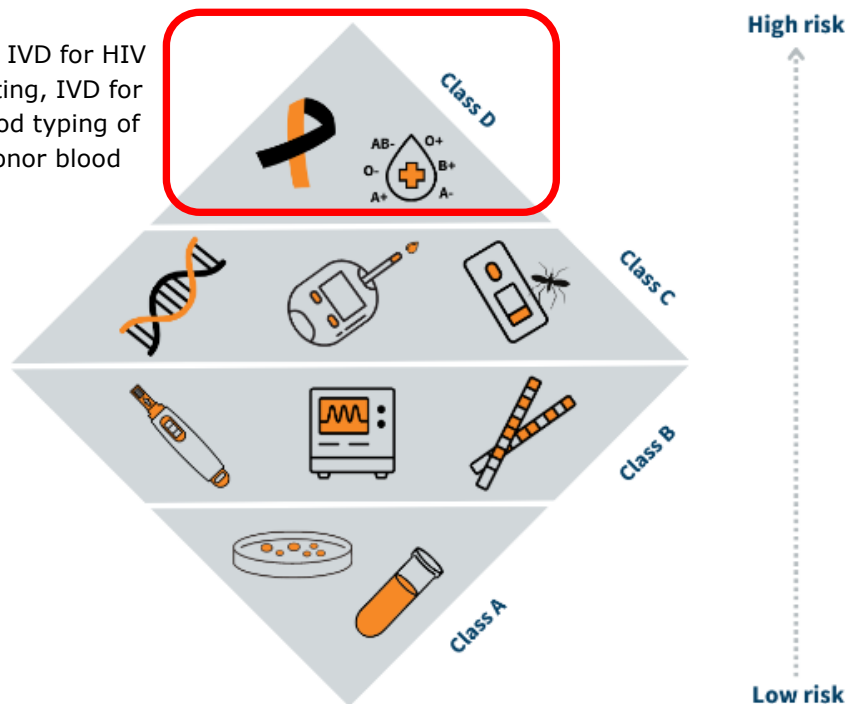 High risk
IVD for HIV
ting, IVD for
od typing of
onor blood
Class D
AB-
O+
O-
B+
A+
A-
Class C
Class B
Class A
Low risk